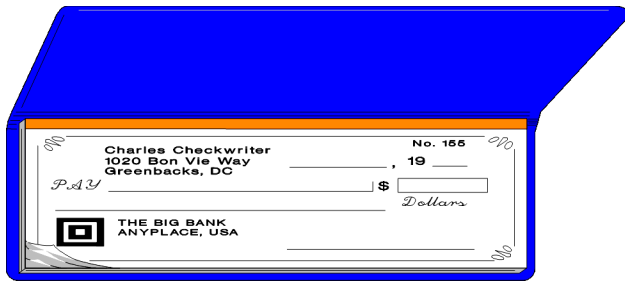 No. 155
Charles Checkwriter
1020 Bon Vie Way
, 19
Greenbacks, DC
PAY $
Dollars
THE BIG BANK
ANYPLACE, USA